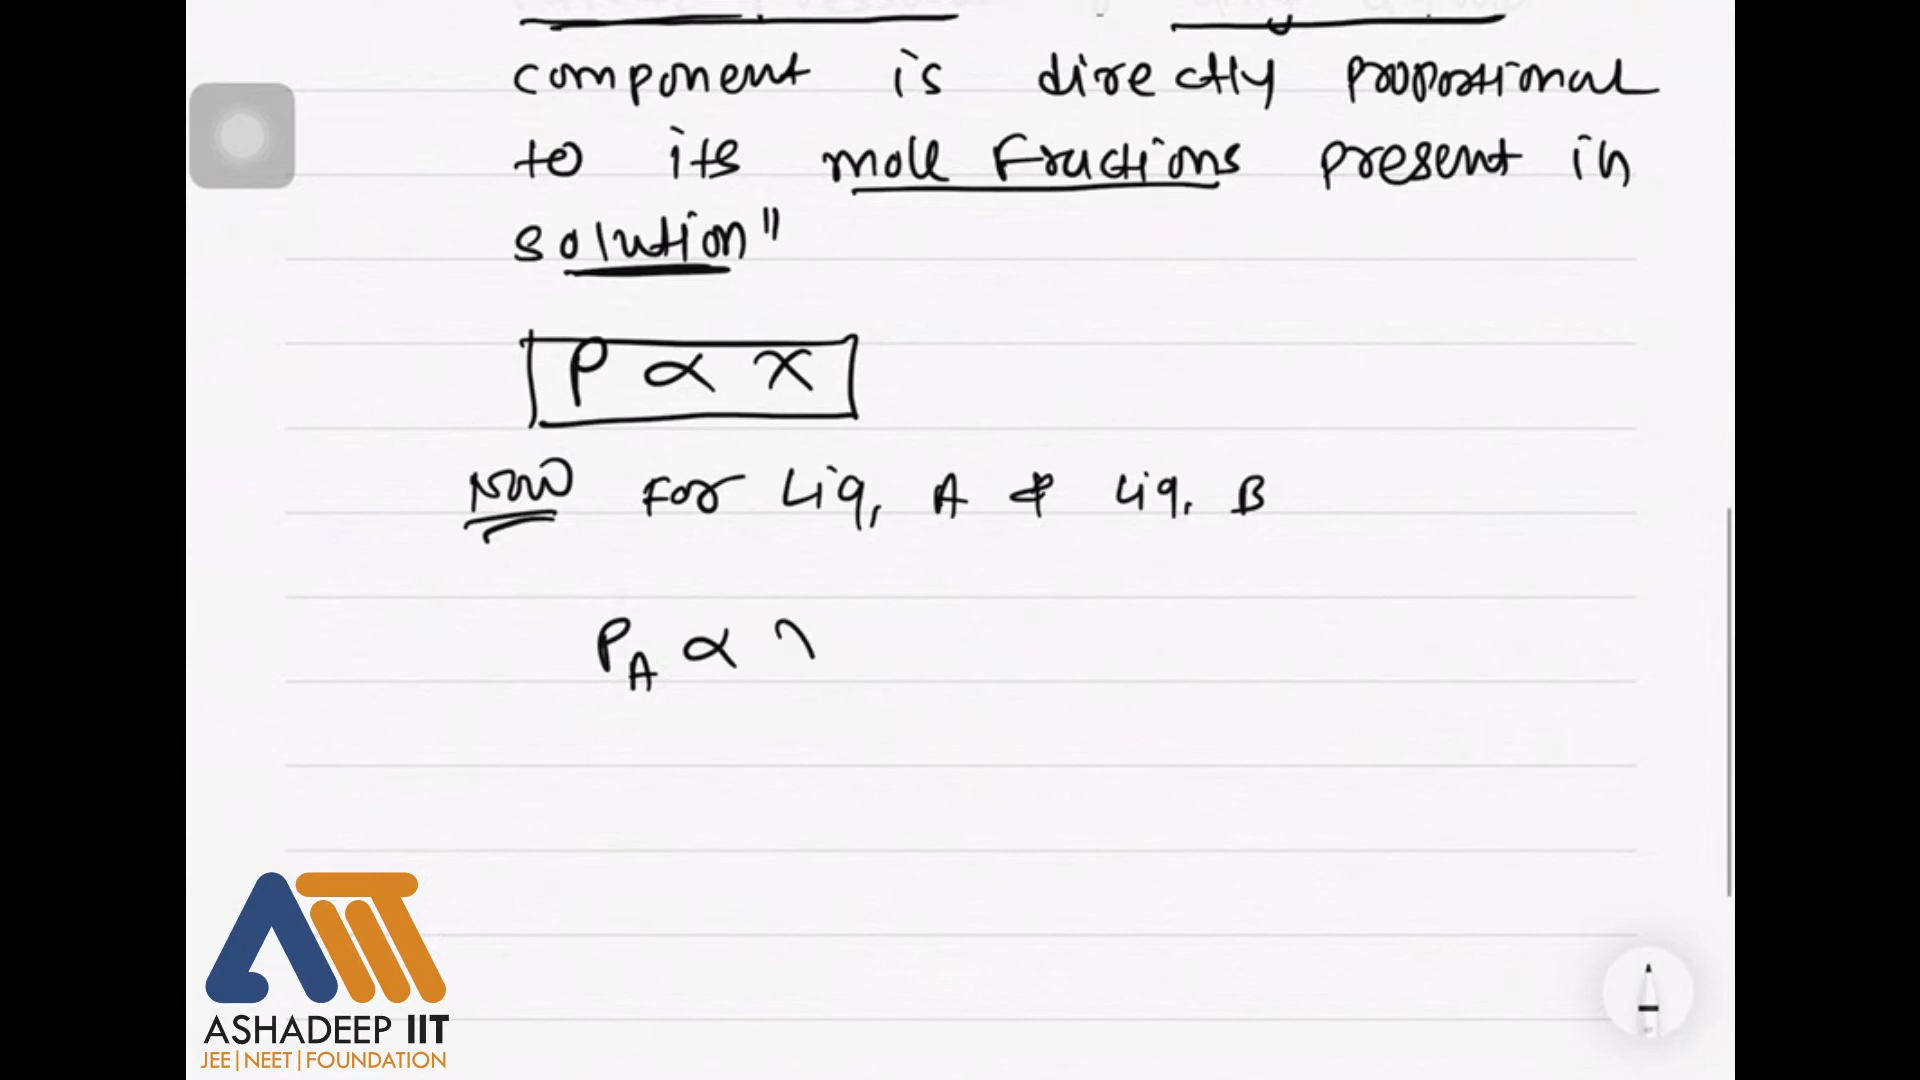 component is directly proportional
to its mole Fractions present in
solution"
P ∝ x
Now For Liq, A & Liq. B
P_A ∝
ASHADEEP IIT
JEE|NEET|FOUNDATION